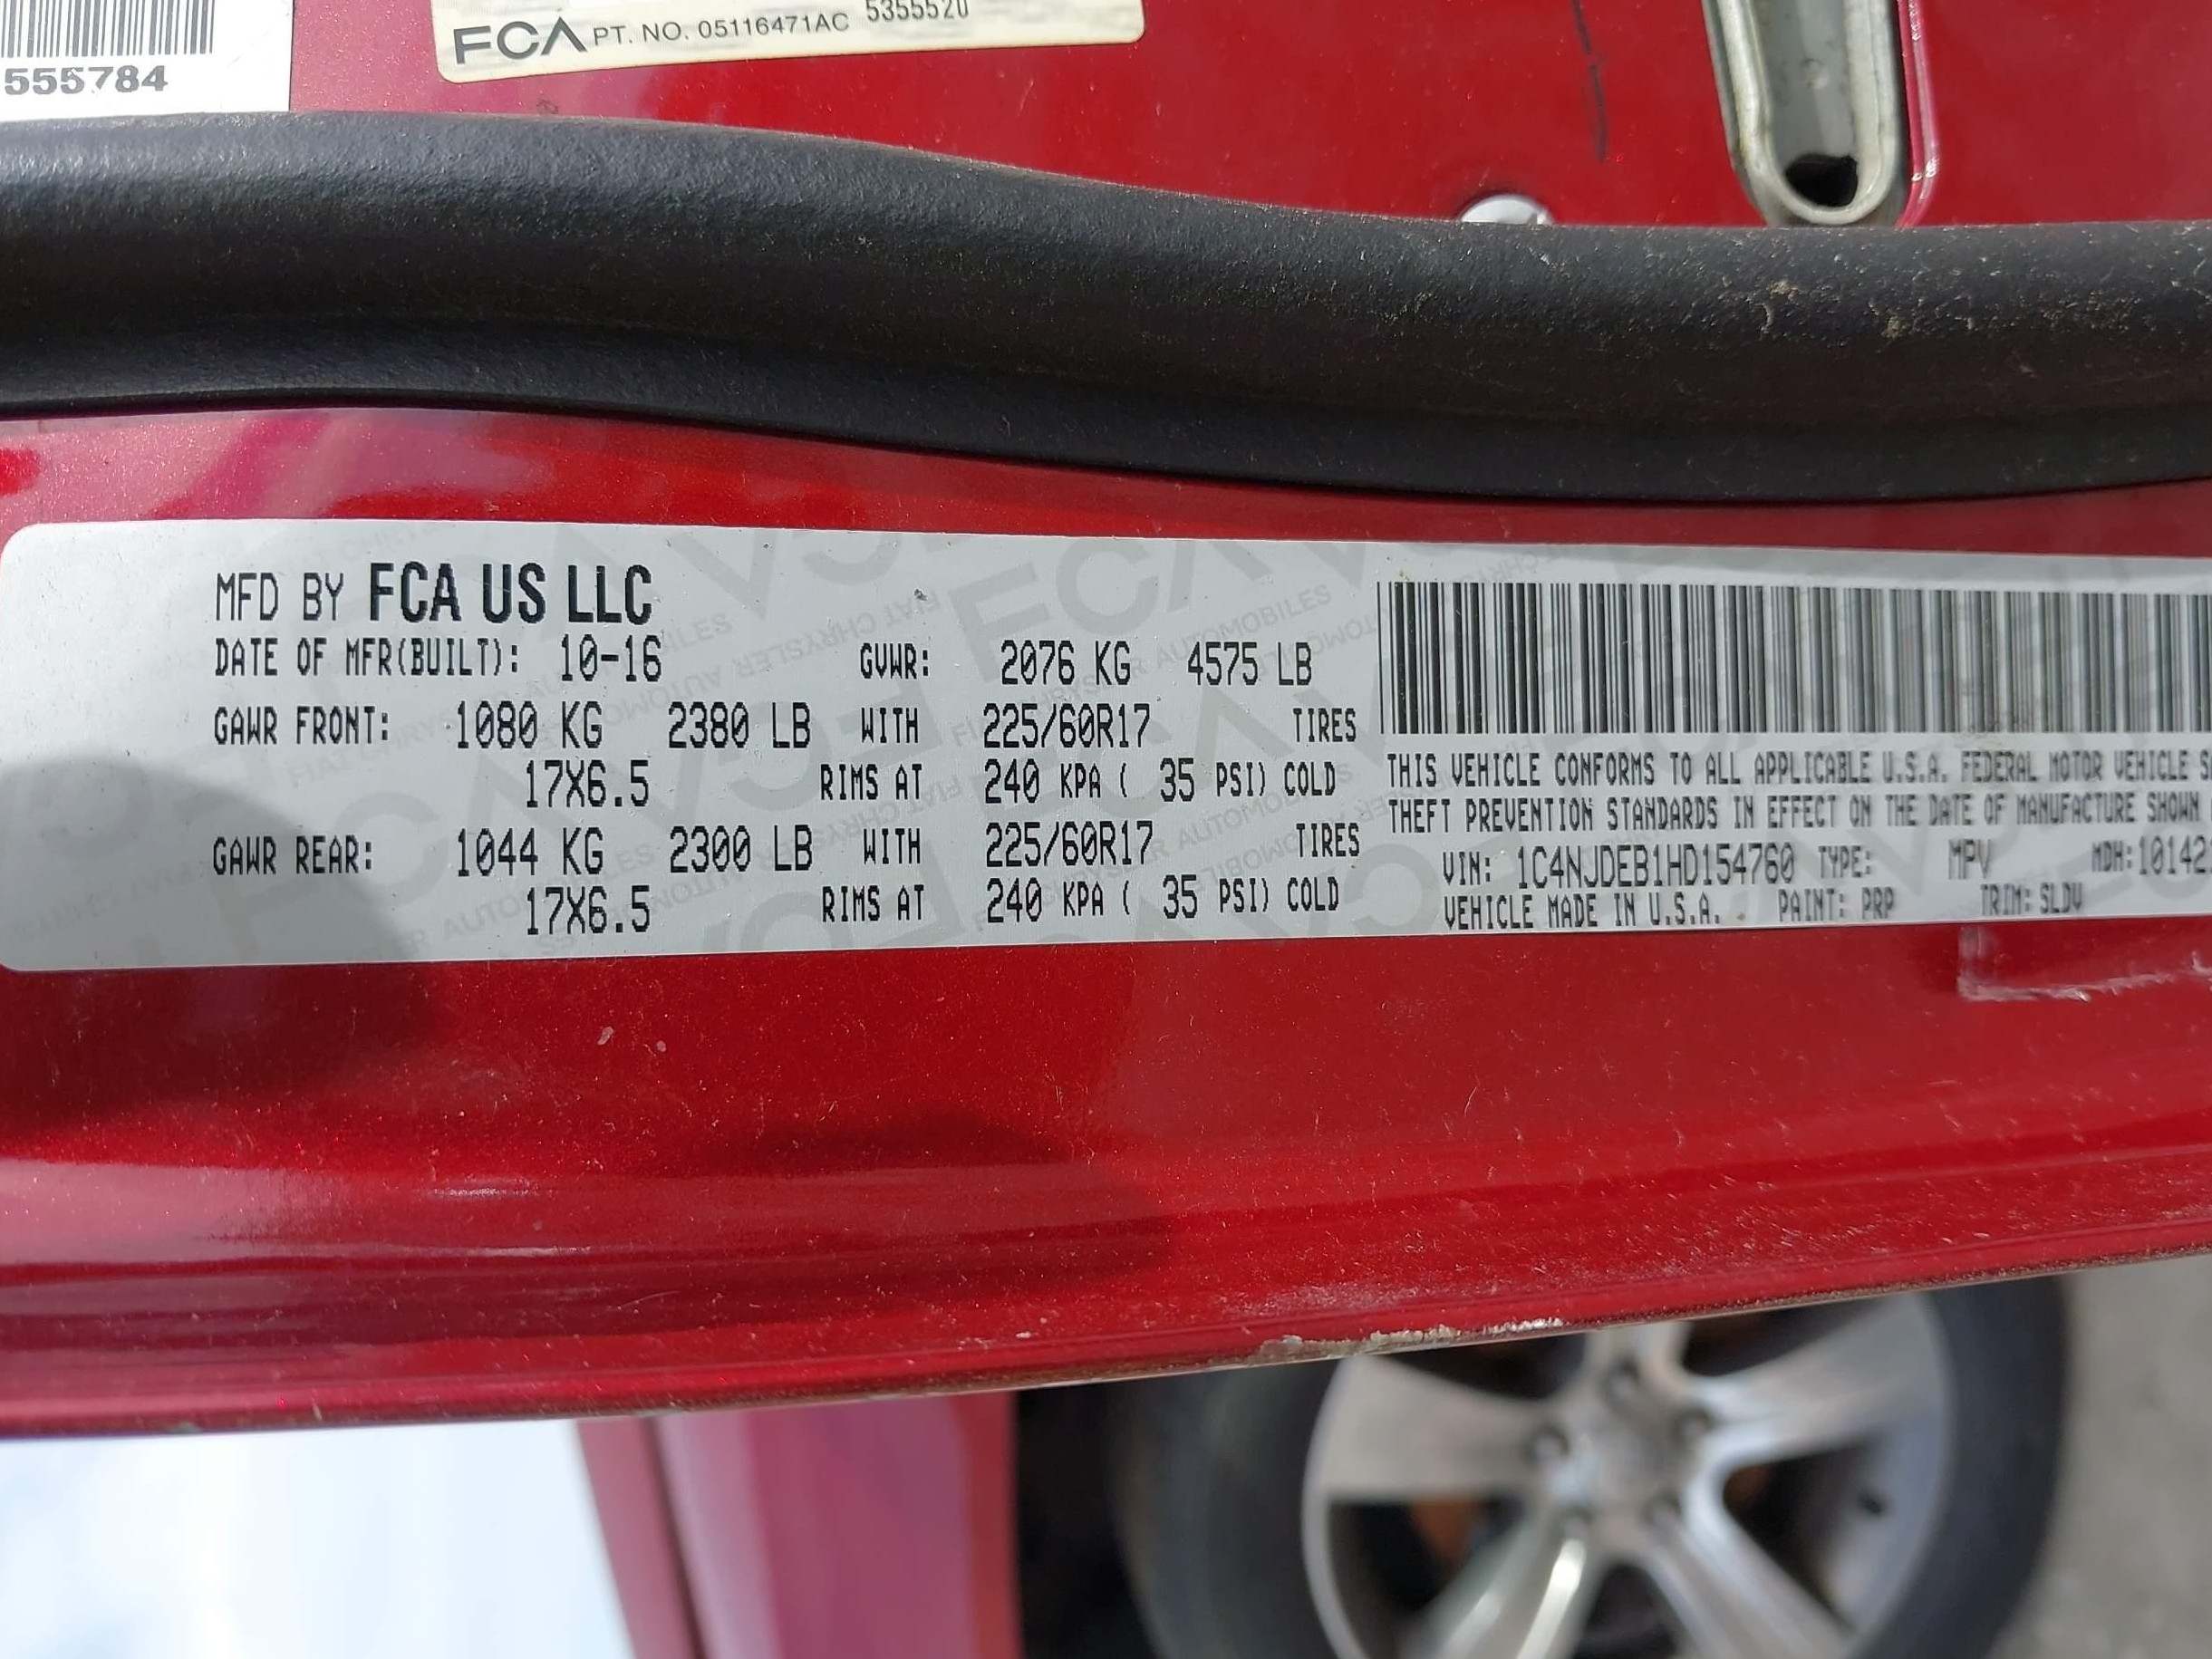 5355520
FCA PT. NO. 05116471AC
555784
MFD BY FCA US LLC
DATE OF MFR(BUILT): 10-16 GVWR: 2076 KG 4575 LB
GAWR FRONT: 1080 KG 2380 LB WITH 225/60R17 TIRES
17X6.5 RIMS AT 240 KPA ( 35 PSI) COLD
GAWR REAR: 1044 KG 2300 LB WITH 225/60R17 TIRES
17X6.5 RIMS AT 240 KPA ( 35 PSI) COLD
THIS VEHICLE CONFORMS TO ALL APPLICABLE U.S.A. FEDERAL MOTOR VEHICLE
THEFT PREVENTION STANDARDS IN EFFECT ON THE DATE OF MANUFACTURE SHOWN
VIN: 1C4NJDEB1HD154760 TYPE: MPV MDH:10142
VEHICLE MADE IN U.S.A. PAINT: PRP TRIM: SLDV